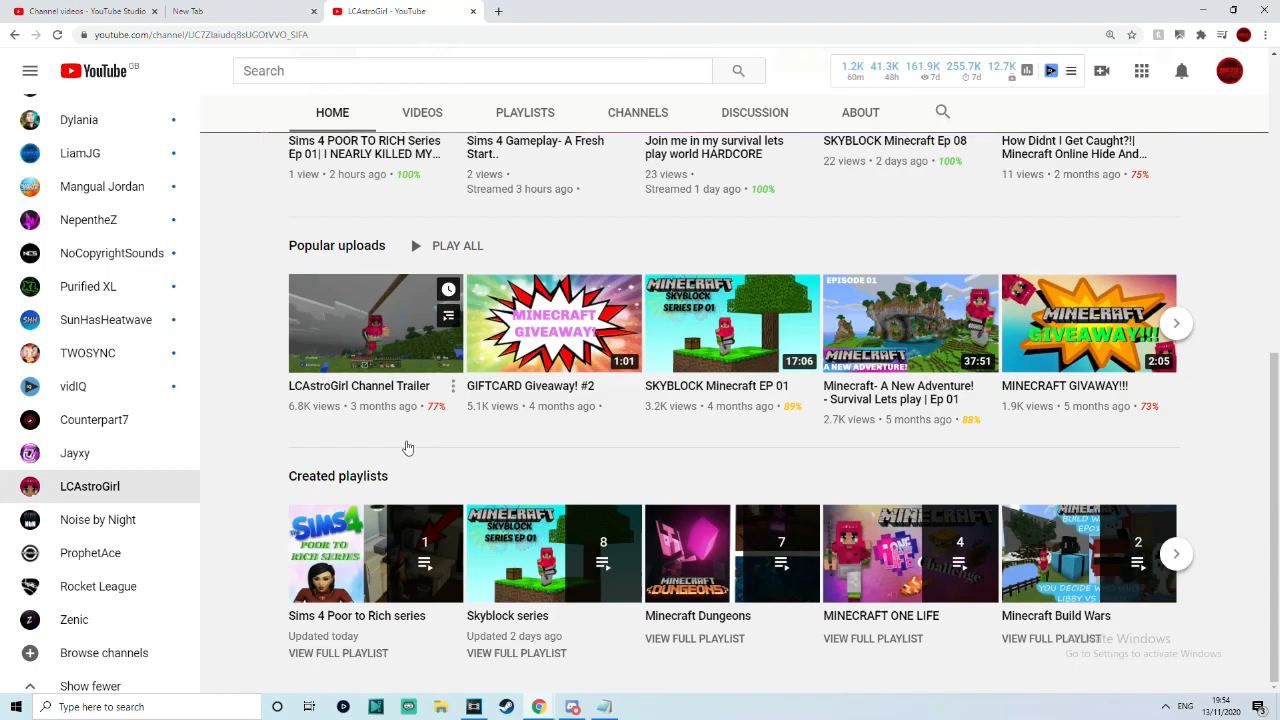 Channel Dashboard - YouTube Studio
New Tab
LCAstroGirl - YouTube
youtube.com/channel/UC7Zlaiudq8sUGOtVVO_SIFA
YouTube GB
Search
1.2K 41.3K 161.9K 255.7K 12.7K
60m 48h 7d 7d
HOME VIDEOS PLAYLISTS CHANNELS DISCUSSION ABOUT
Dylania
LiamJG
Mangual Jordan
NepentheZ
NoCopyrightSounds
Purified XL
SunHasHeatwave
TWOSYNC
vidIQ
Counterpart7
Jayxy
LCAstroGirl
Noise by Night
ProphetAce
Rocket League
Zenic
Browse channels
Show fewer
Sims 4 POOR TO RICH Series
Ep 01| I NEARLY KILLED MY...
1 view • 2 hours ago • 100%
Sims 4 Gameplay- A Fresh
Start..
2 views •
Streamed 3 hours ago •
Join me in my survival lets
play world HARDCORE
23 views •
Streamed 1 day ago • 100%
SKYBLOCK Minecraft Ep 08
22 views • 2 days ago • 100%
How Didnt I Get Caught?!|
Minecraft Online Hide And...
11 views • 2 months ago • 75%
Popular uploads PLAY ALL
LCAstroGirl Channel Trailer
6.8K views • 3 months ago • 77%
MINECRAFT
GIVEAWAY!
1:01
GIFTCARD Giveaway! #2
5.1K views • 4 months ago •
MINECRAFT
SKYBLOCK
SERIES EP 01
17:06
SKYBLOCK Minecraft EP 01
3.2K views • 4 months ago • 89%
EPISODE 01
MINECRAFT
A NEW ADVENTURE!
37:51
Minecraft- A New Adventure!
- Survival Lets play | Ep 01
2.7K views • 5 months ago • 88%
MINECRAFT
GIVEAWAY!!!
2:05
MINECRAFT GIVAWAY!!!
1.9K views • 5 months ago • 73%
Created playlists
SIMS4
POOR TO
RICH SERIES
1
Sims 4 Poor to Rich series
Updated today
VIEW FULL PLAYLIST
MINECRAFT
SKYBLOCK
SERIES EP 01
8
Skyblock series
Updated 2 days ago
VIEW FULL PLAYLIST
MINECRAFT
DUNGEONS
7
Minecraft Dungeons
VIEW FULL PLAYLIST
MINECRAFT
ONE
LIFE
Challenge
4
MINECRAFT ONE LIFE
VIEW FULL PLAYLIST
BUILD W
EP0
YOU DECIDE W
LIBBY VS
2
Minecraft Build Wars
VIEW FULL PLAYLIST
te Windows
Go to Settings to activate Windows.
Type here to search
ENG
19:54
13/11/2020